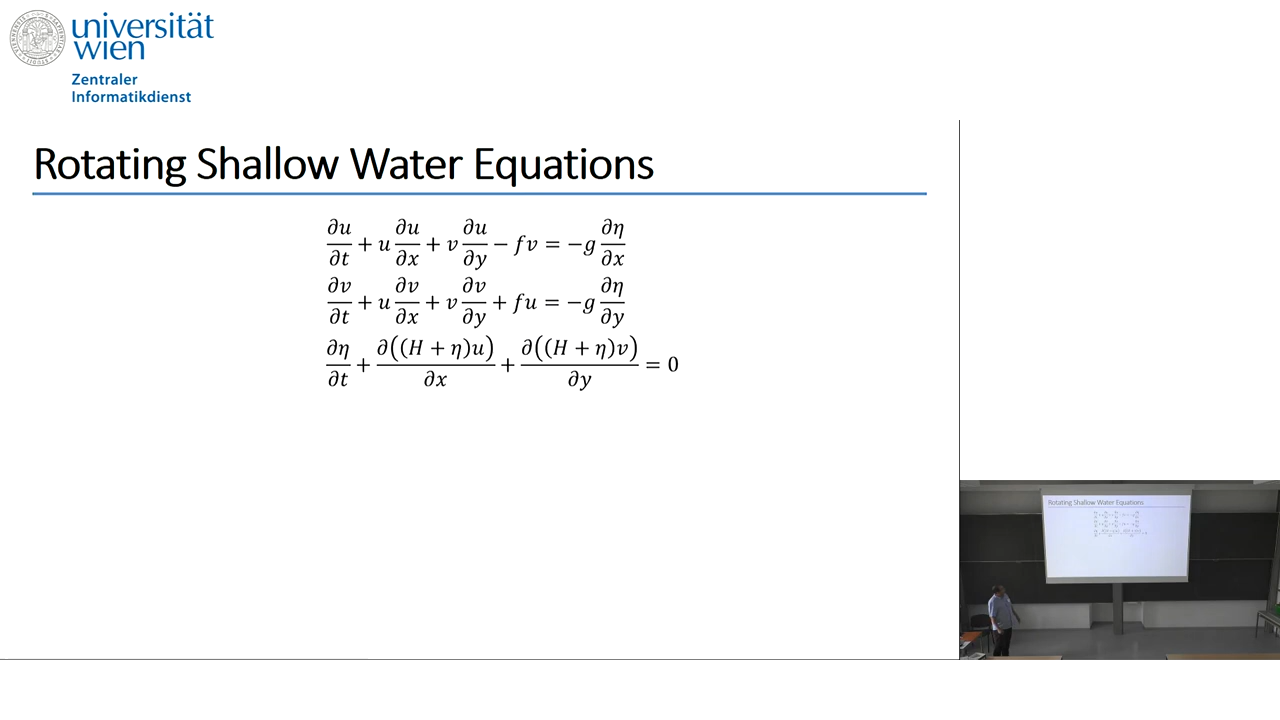 universität
wien
Zentraler
Informatikdienst
Rotating Shallow Water Equations
∂u/∂t + u ∂u/∂x + v ∂u/∂y − fv = −g ∂η/∂x
∂v/∂t + u ∂v/∂x + v ∂v/∂y + fu = −g ∂η/∂y
∂η/∂t + ∂((H + η)u)/∂x + ∂((H + η)v)/∂y = 0
Rotating Shallow Water Equations